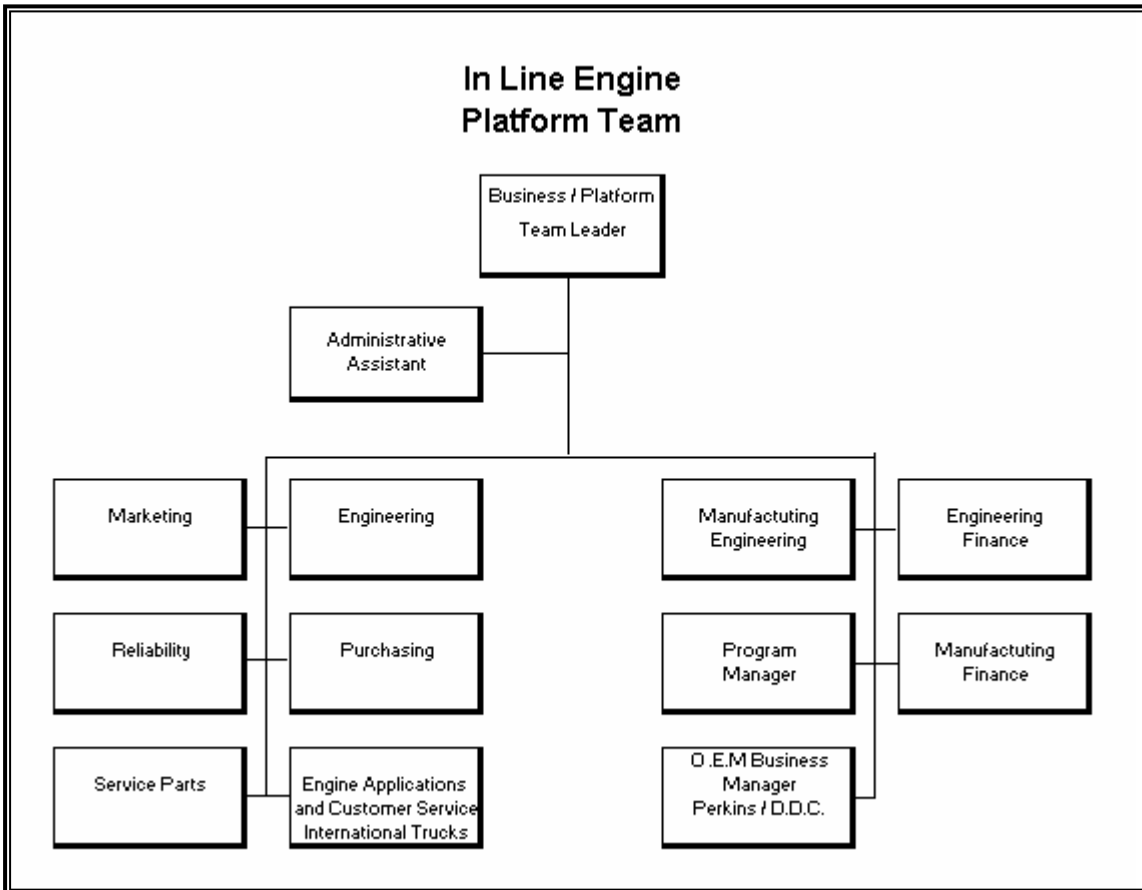 In Line Engine
Platform Team
Business / Platform
Team Leader
Administrative
Assistant
Marketing
Engineering
Manufactuting
Engineering
Engineering
Finance
Reliability
Purchasing
Program
Manager
Manufactuting
Finance
Service Parts
Engine Applications
and Customer Service
International Trucks
O .E.M Business
Manager
Perkins / D.D.C.